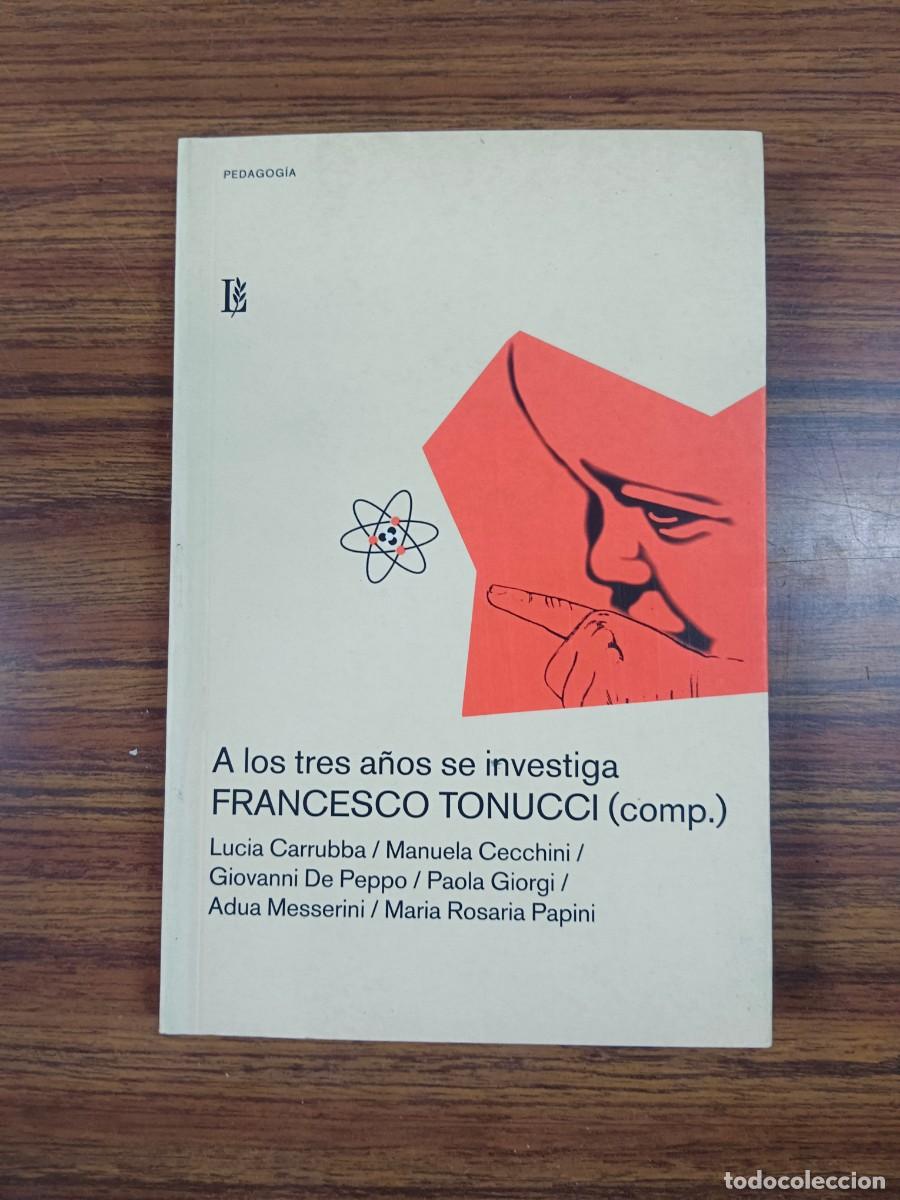 PEDAGOGÍA
L
A los tres años se investiga
FRANCESCO TONUCCI (comp.)
Lucia Carrubba / Manuela Cecchini /
Giovanni De Peppo / Paola Giorgi /
Adua Messerini / Maria Rosaria Papini
todocoleccion